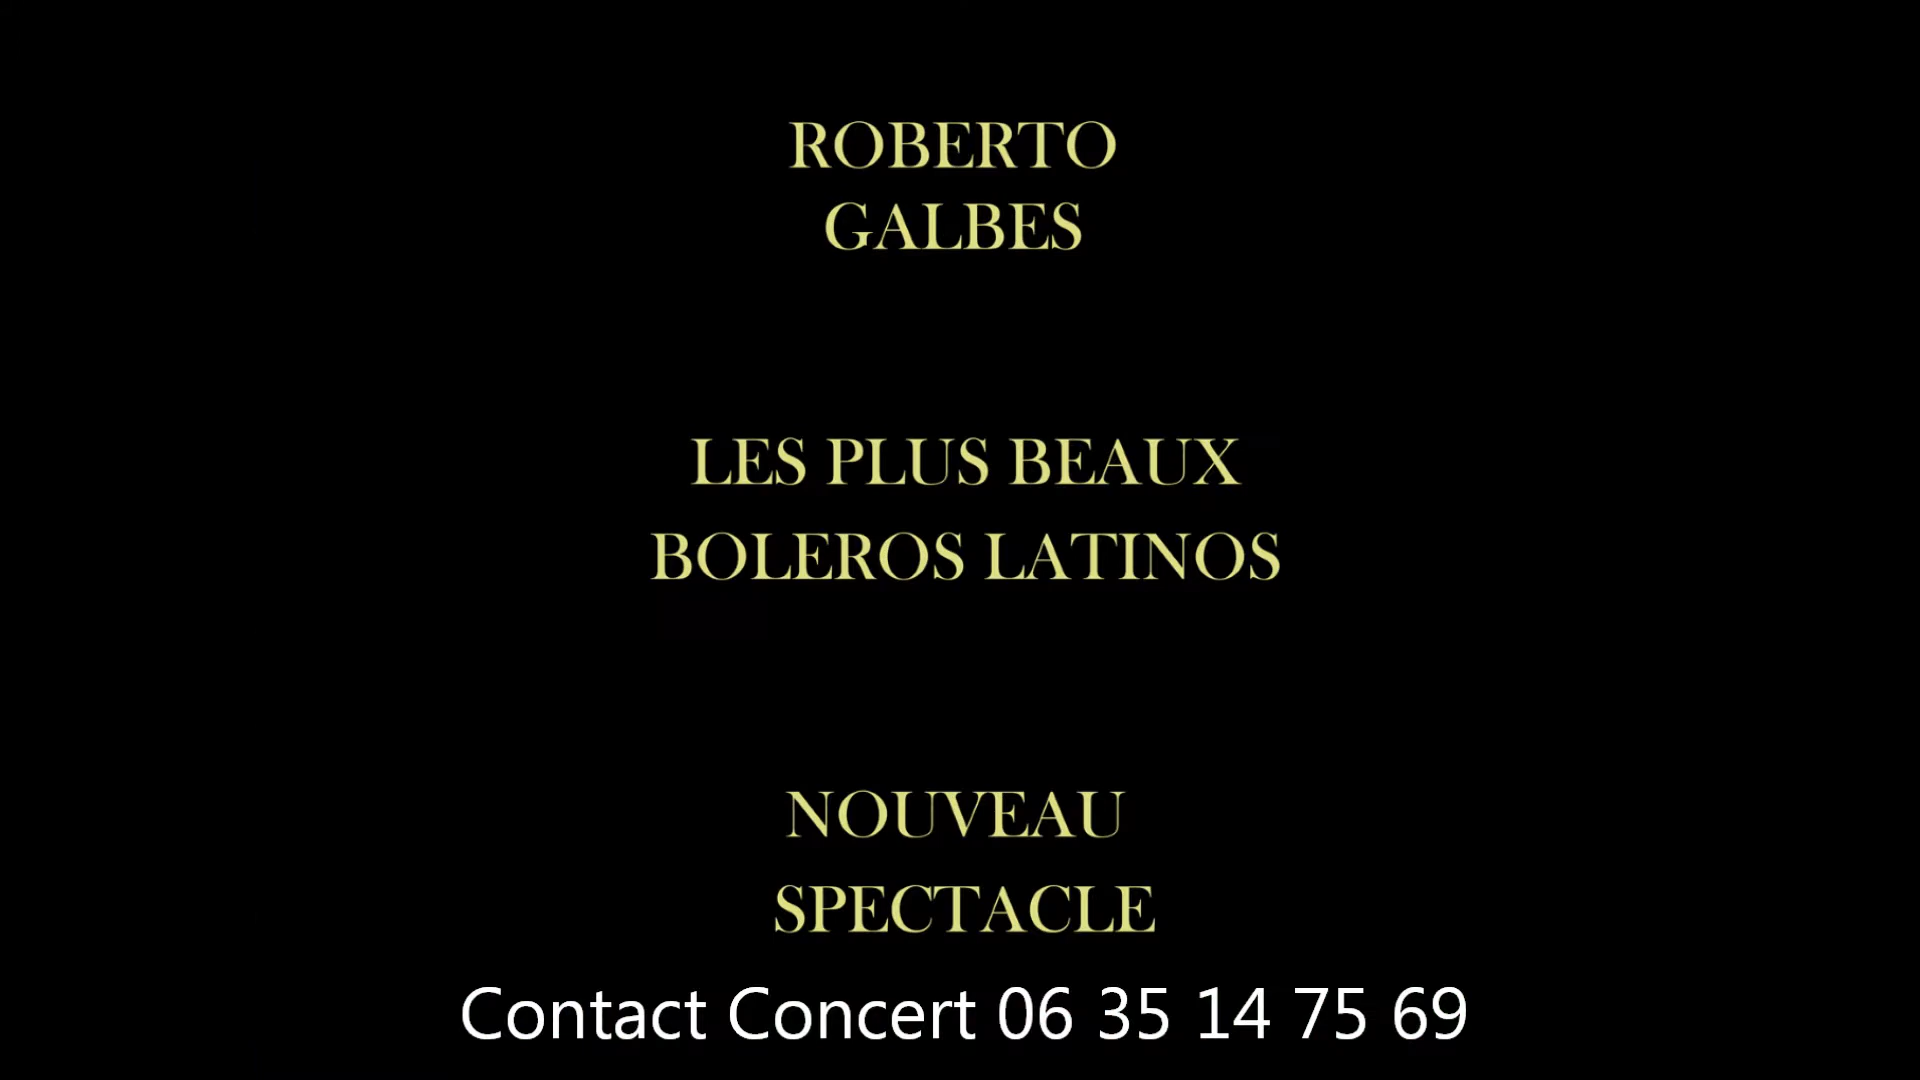 ROBERTO
GALBES
LES PLUS BEAUX
BOLEROS LATINOS
NOUVEAU
SPECTACLE
Contact Concert 06 35 14 75 69